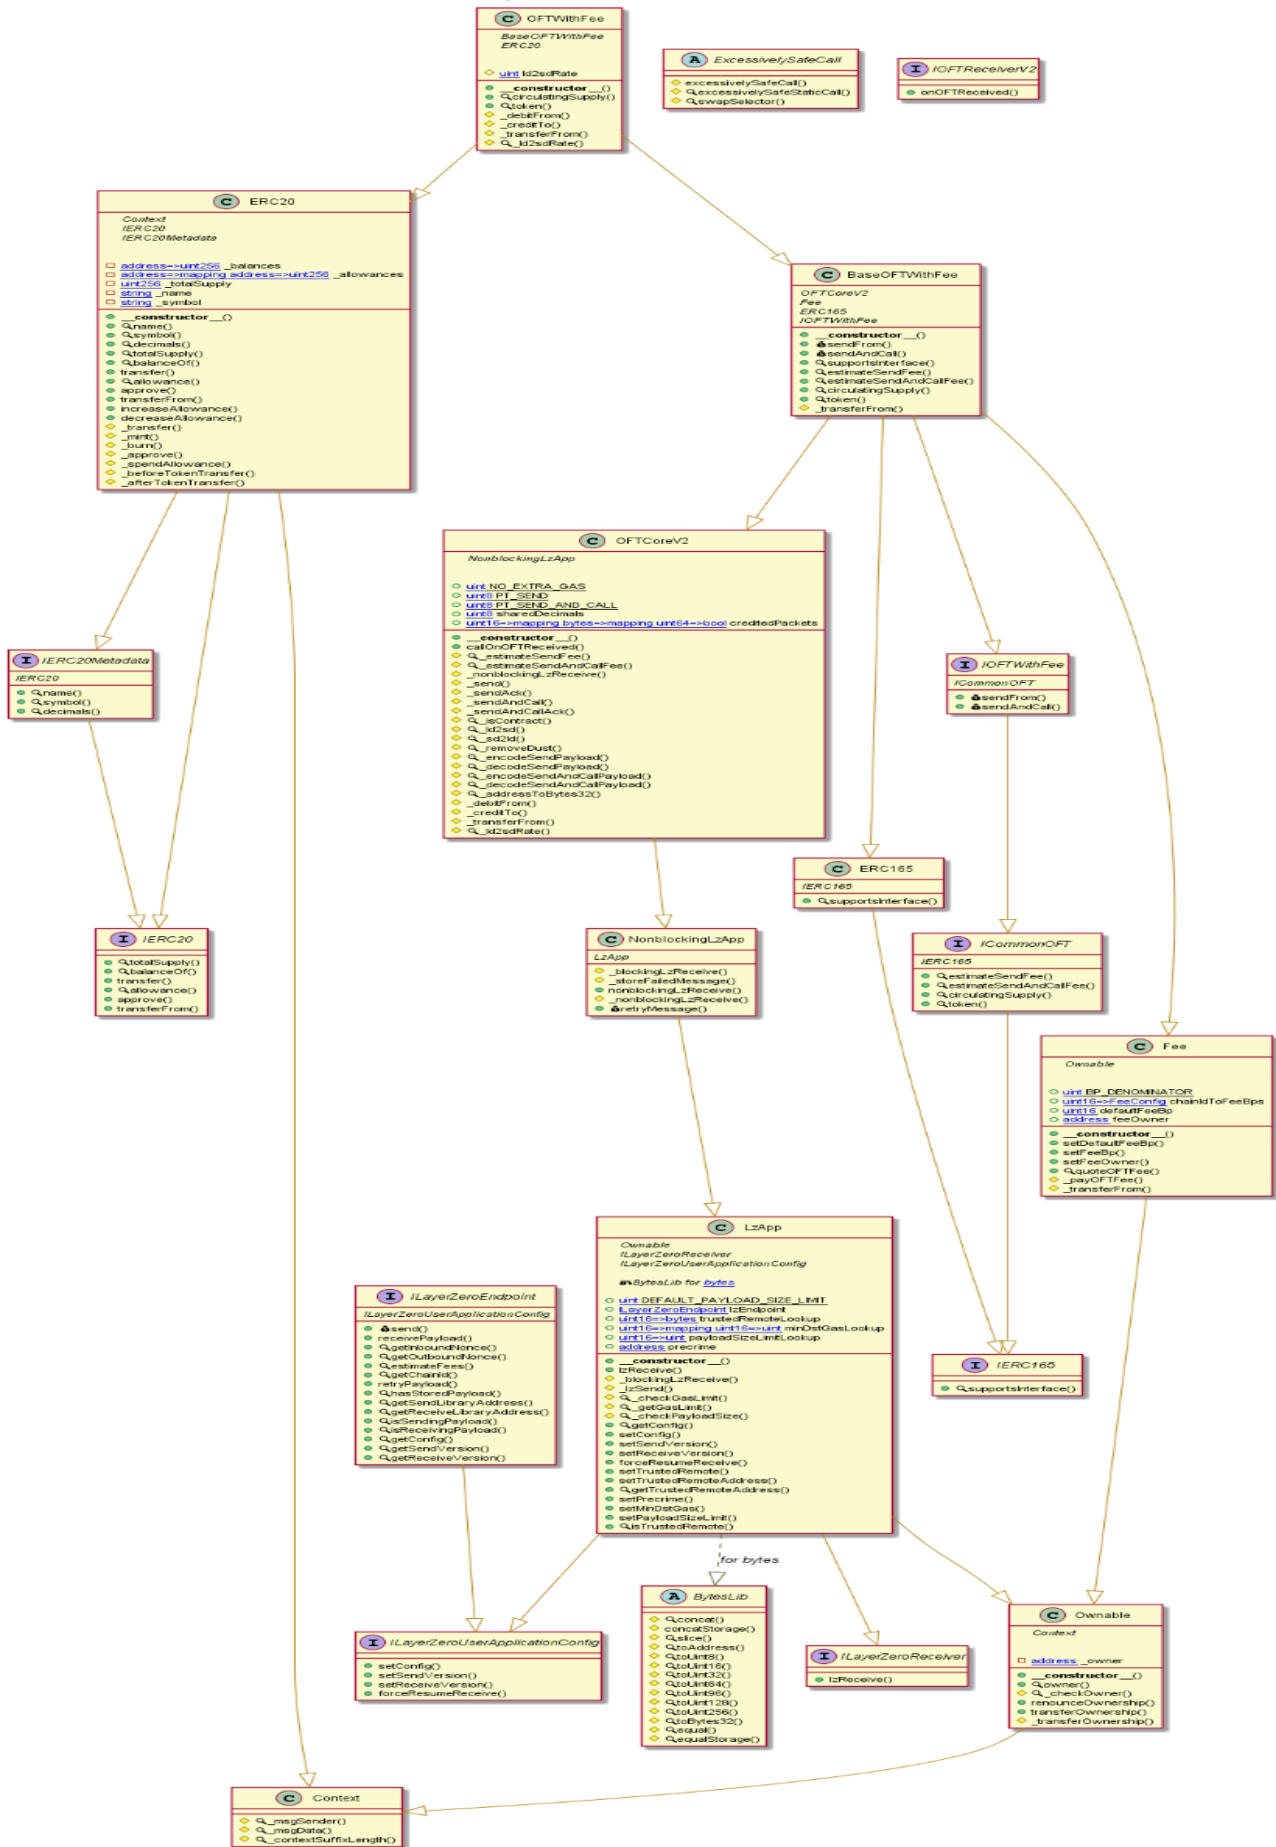 C OFTWithFee
BaseOFTWithFee
ERC20
uint ld2sdRate
__constructor__()
circulatingSupply()
token()
_debitFrom()
_creditTo()
_transferFrom()
_ld2sdRate()
A ExcessivelySafeCall
excessivelySafeCall()
excessivelySafeStaticCall()
swapSelector()
I IOFTReceiverV2
onOFTReceived()
C ERC20
Context
IERC20
IERC20Metadata
address=>uint256 _balances
address=>mapping address=>uint256 _allowances
uint256 _totalSupply
string _name
string _symbol
__constructor__()
name()
symbol()
decimals()
totalSupply()
balanceOf()
transfer()
allowance()
approve()
transferFrom()
increaseAllowance()
decreaseAllowance()
_transfer()
_mint()
_burn()
_approve()
_spendAllowance()
_beforeTokenTransfer()
_afterTokenTransfer()
C BaseOFTWithFee
OFTCoreV2
Fee
ERC165
IOFTWithFee
__constructor__()
sendFrom()
sendAndCall()
supportsInterface()
estimateSendFee()
estimateSendAndCallFee()
circulatingSupply()
token()
_transferFrom()
C OFTCoreV2
NonblockingLzApp
uint NO_EXTRA_GAS
uint8 PT_SEND
uint8 PT_SEND_AND_CALL
uint8 sharedDecimals
uint16=>mapping bytes=>mapping uint64=>bool creditedPackets
__constructor__()
callOnOFTReceived()
_estimateSendFee()
_estimateSendAndCallFee()
_nonblockingLzReceive()
_send()
_sendAck()
_sendAndCall()
_sendAndCallAck()
_isContract()
_ld2sd()
_sd2ld()
_removeDust()
_encodeSendPayload()
_decodeSendPayload()
_encodeSendAndCallPayload()
_decodeSendAndCallPayload()
_addressToBytes32()
_debitFrom()
_creditTo()
_transferFrom()
_ld2sdRate()
I IERC20Metadata
IERC20
name()
symbol()
decimals()
I IOFTWithFee
ICommonOFT
sendFrom()
sendAndCall()
C ERC165
IERC165
supportsInterface()
I IERC20
totalSupply()
balanceOf()
transfer()
allowance()
approve()
transferFrom()
C NonblockingLzApp
LzApp
_blockingLzReceive()
_storeFailedMessage()
nonblockingLzReceive()
_nonblockingLzReceive()
retryMessage()
I ICommonOFT
IERC165
estimateSendFee()
estimateSendAndCallFee()
circulatingSupply()
token()
C Fee
Ownable
uint BP_DENOMINATOR
uint16=>FeeConfig chainIdToFeeBps
uint16 defaultFeeBp
address feeOwner
__constructor__()
setDefaultFeeBp()
setFeeBp()
setFeeOwner()
quoteOFTFee()
_payOFTFee()
_transferFrom()
C LzApp
Ownable
ILayerZeroReceiver
ILayerZeroUserApplicationConfig
BytesLib for bytes
uint DEFAULT_PAYLOAD_SIZE_LIMIT
ILayerZeroEndpoint lzEndpoint
uint16=>bytes trustedRemoteLookup
uint16=>mapping uint16=>uint minDstGasLookup
uint16=>uint payloadSizeLimitLookup
address precrime
__constructor__()
lzReceive()
_blockingLzReceive()
_lzSend()
_checkGasLimit()
_getGasLimit()
_checkPayloadSize()
getConfig()
setConfig()
setSendVersion()
setReceiveVersion()
forceResumeReceive()
setTrustedRemote()
setTrustedRemoteAddress()
getTrustedRemoteAddress()
setPrecrime()
setMinDstGas()
setPayloadSizeLimit()
isTrustedRemote()
I ILayerZeroEndpoint
ILayerZeroUserApplicationConfig
send()
receivePayload()
getInboundNonce()
getOutboundNonce()
estimateFees()
getChainId()
retryPayload()
hasStoredPayload()
getSendLibraryAddress()
getReceiveLibraryAddress()
isSendingPayload()
isReceivingPayload()
getConfig()
getSendVersion()
getReceiveVersion()
I IERC165
supportsInterface()
for bytes
I ILayerZeroUserApplicationConfig
setConfig()
setSendVersion()
setReceiveVersion()
forceResumeReceive()
A BytesLib
concat()
concatStorage()
slice()
toAddress()
toUint8()
toUint16()
toUint32()
toUint64()
toUint96()
toUint128()
toUint256()
toBytes32()
equal()
equalStorage()
I ILayerZeroReceiver
lzReceive()
C Ownable
Context
address _owner
__constructor__()
owner()
_checkOwner()
renounceOwnership()
transferOwnership()
_transferOwnership()
C Context
_msgSender()
_msgData()
_contextSuffixLength()